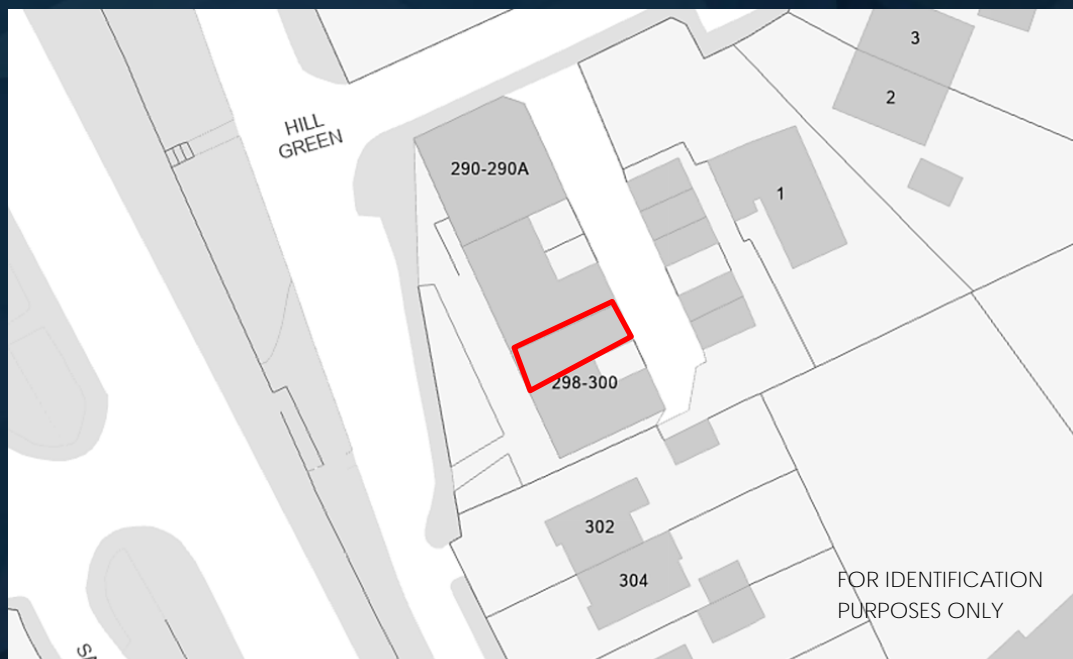 3
2
HILL
GREEN
290-290A
1
298-300
302
304
FOR IDENTIFICATION
PURPOSES ONLY